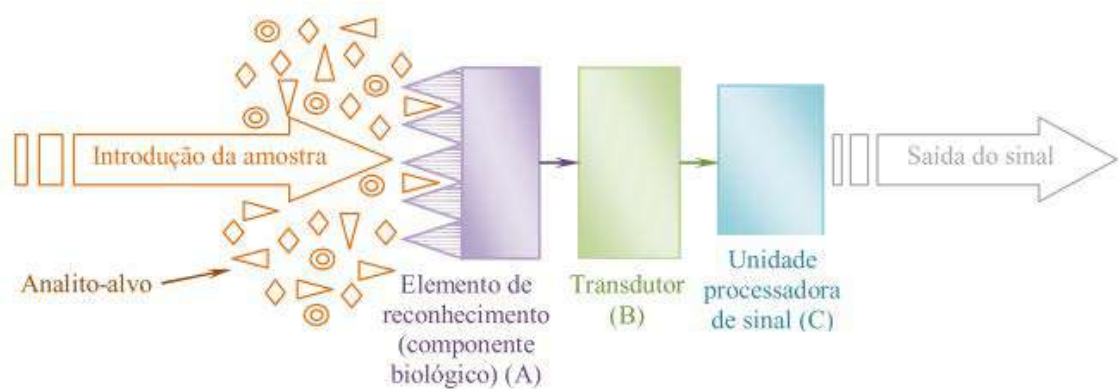 Introdução da amostra
Saída do sinal
Analito-alvo
Elemento de
reconhecimento
(componente
biológico) (A)
Transdutor
(B)
Unidade
processadora
de sinal (C)